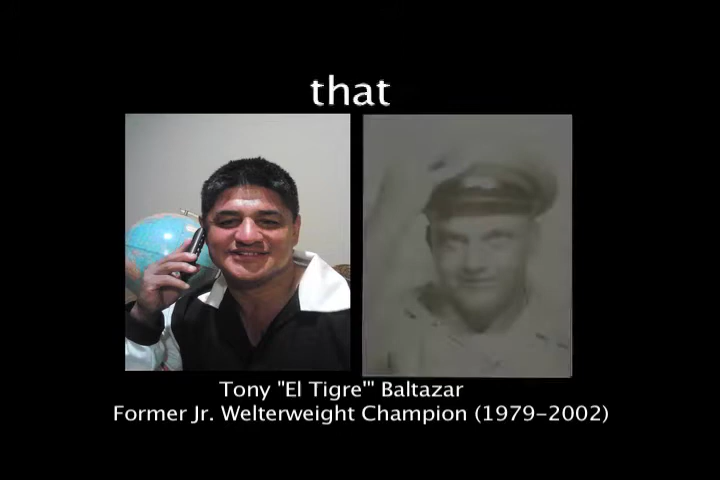 that
Tony "El Tigre'" Baltazar
Former Jr. Welterweight Champion (1979-2002)